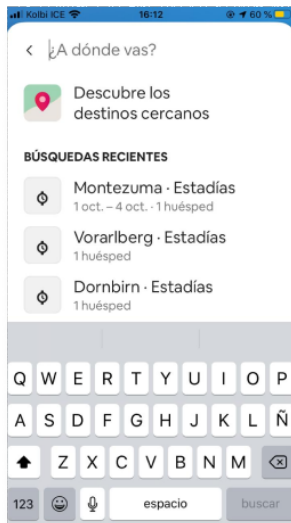 Kolbi ICE 16:12 60 %
¿A dónde vas?
Descubre los
destinos cercanos
BÚSQUEDAS RECIENTES
Montezuma · Estadías
1 oct. – 4 oct. · 1 huésped
Vorarlberg · Estadías
1 huésped
Dornbirn · Estadías
1 huésped
Q W E R T Y U I O P
A S D F G H J K L Ñ
Z X C V B N M
123 espacio buscar